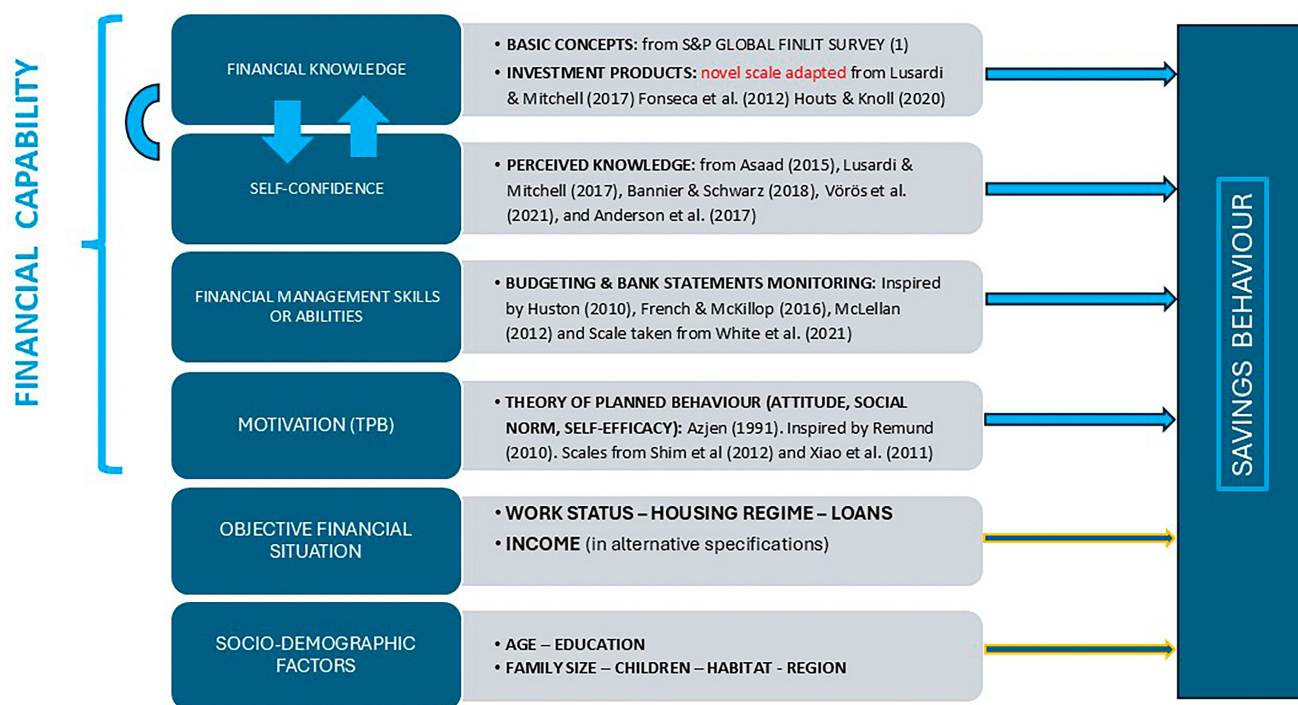 FINANCIAL CAPABILITY
FINANCIAL KNOWLEDGE
• BASIC CONCEPTS: from S&P GLOBAL FINLIT SURVEY (1)
• INVESTMENT PRODUCTS: novel scale adapted from Lusardi
& Mitchell (2017) Fonseca et al. (2012) Houts & Knoll (2020)
SELF-CONFIDENCE
• PERCEIVED KNOWLEDGE: from Asaad (2015), Lusardi &
Mitchell (2017), Bannier & Schwarz (2018), Vörös et al.
(2021), and Anderson et al. (2017)
FINANCIAL MANAGEMENT SKILLS
OR ABILITIES
• BUDGETING & BANK STATEMENTS MONITORING: Inspired
by Huston (2010), French & McKillop (2016), McLellan
(2012) and Scale taken from White et al. (2021)
MOTIVATION (TPB)
• THEORY OF PLANNED BEHAVIOUR (ATTITUDE, SOCIAL
NORM, SELF-EFFICACY): Azjen (1991). Inspired by Remund
(2010). Scales from Shim et al (2012) and Xiao et al. (2011)
OBJECTIVE FINANCIAL
SITUATION
• WORK STATUS – HOUSING REGIME – LOANS
• INCOME (in alternative specifications)
SOCIO-DEMOGRAPHIC
FACTORS
• AGE – EDUCATION
• FAMILY SIZE – CHILDREN – HABITAT - REGION
SAVINGS BEHAVIOUR